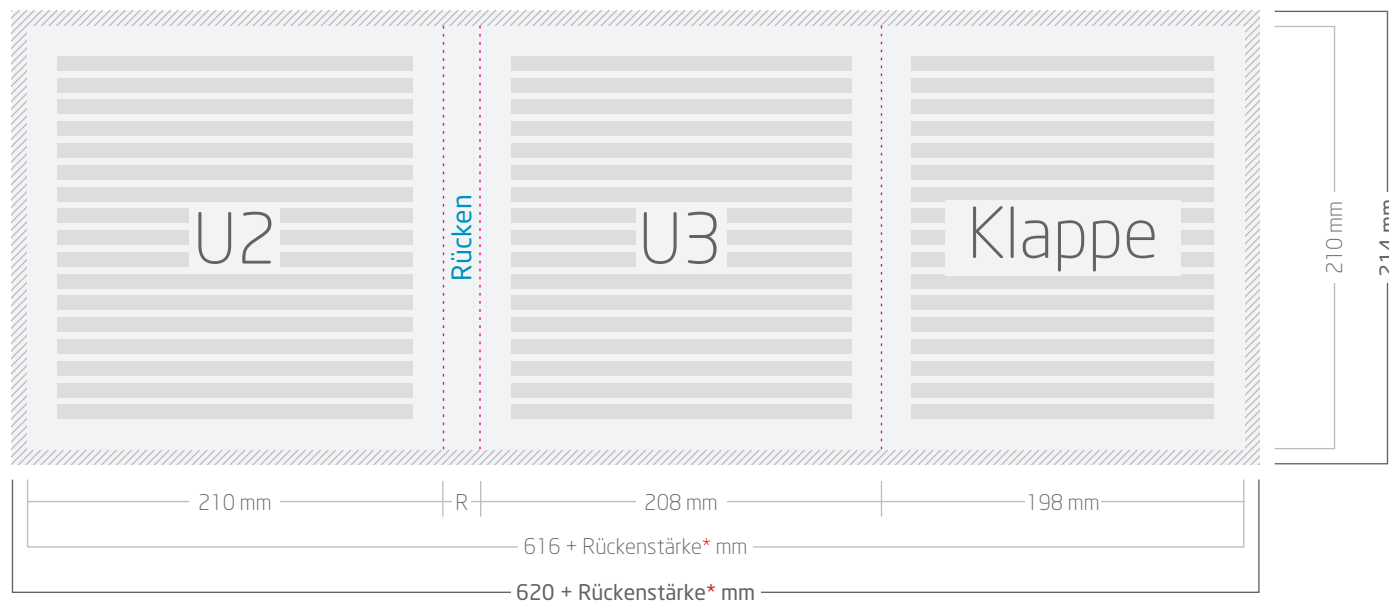 U2
Rücken
U3
Klappe
210 mm
214 mm
210 mm
R
208 mm
198 mm
616 + Rückenstärke* mm
620 + Rückenstärke* mm